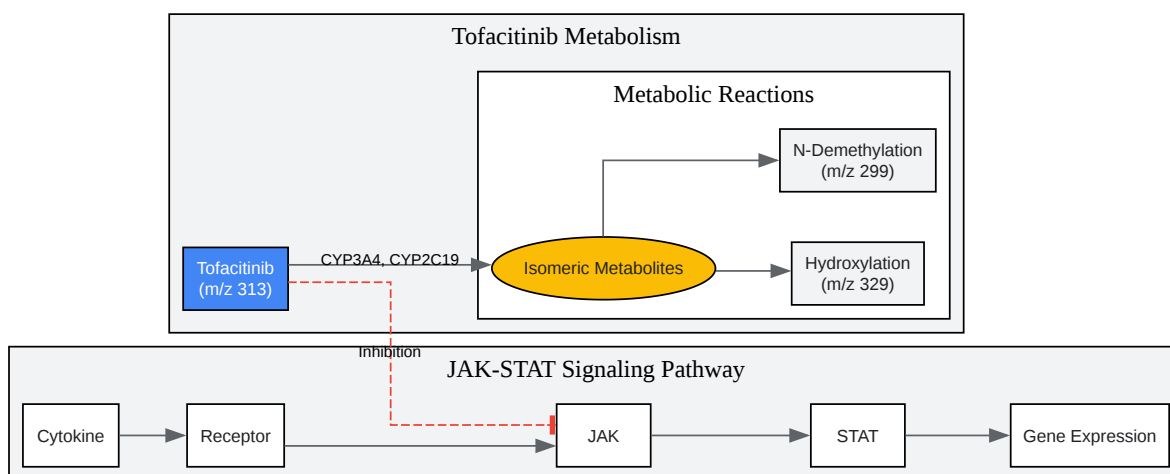 Tofacitinib Metabolism
Metabolic Reactions
N-Demethylation
(m/z 299)
Tofacitinib
(m/z 313)
CYP3A4, CYP2C19
Isomeric Metabolites
Hydroxylation
(m/z 329)
Inhibition
JAK-STAT Signaling Pathway
Cytokine
Receptor
JAK
STAT
Gene Expression